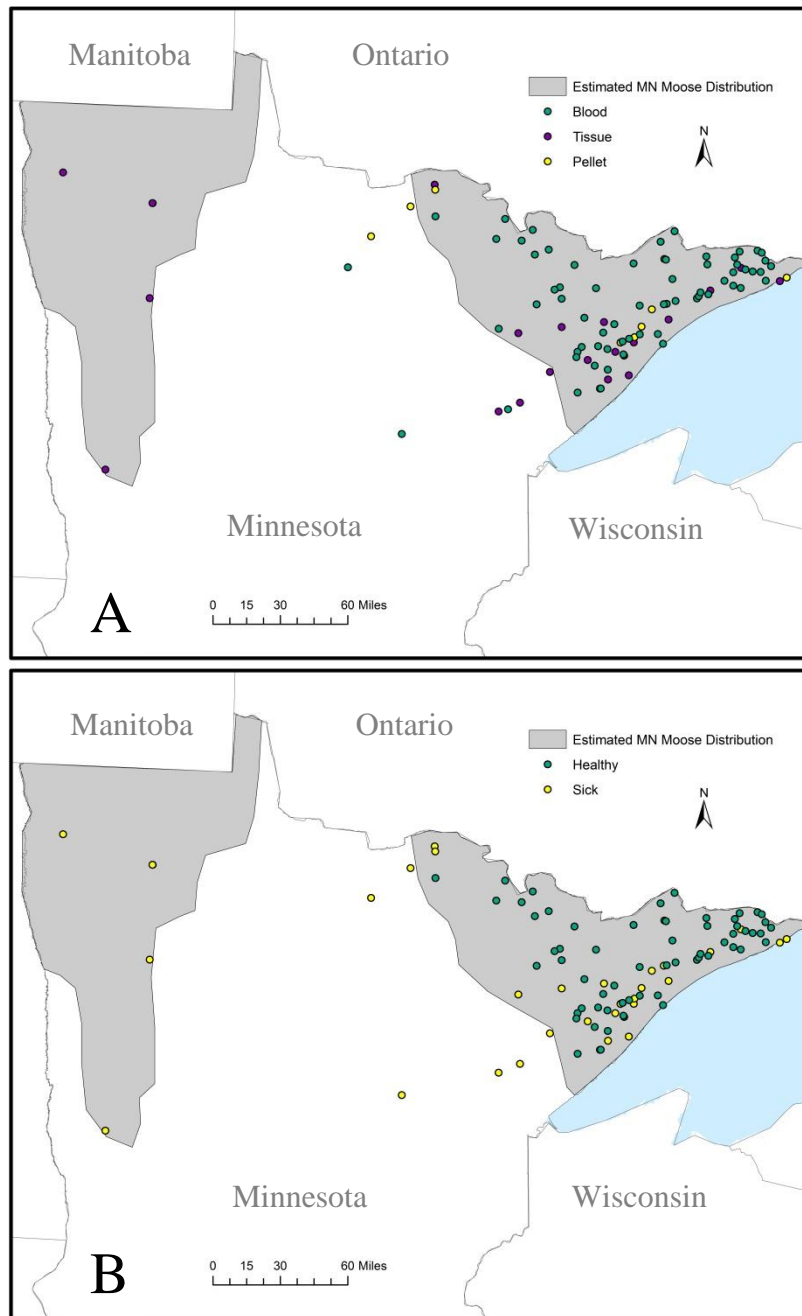 Manitoba
Ontario
Estimated MN Moose Distribution
Blood
Tissue
Pellet
N
Minnesota
Wisconsin
A
0 15 30 60 Miles
Manitoba
Ontario
Estimated MN Moose Distribution
Healthy
Sick
N
Minnesota
Wisconsin
B
0 15 30 60 Miles